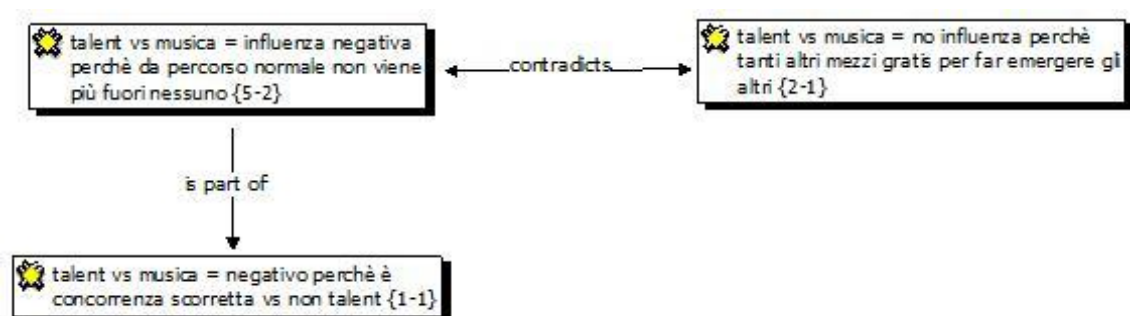 talent vs musica = influenza negativa
perchè da percorso normale non viene
più fuori nessuno {5-2}
contradicts
talent vs musica = no influenza perchè
tanti altri mezzi gratis per far emergere gli
altri {2-1}
is part of
talent vs musica = negativo perchè è
concorrenza scorretta vs non talent {1-1}